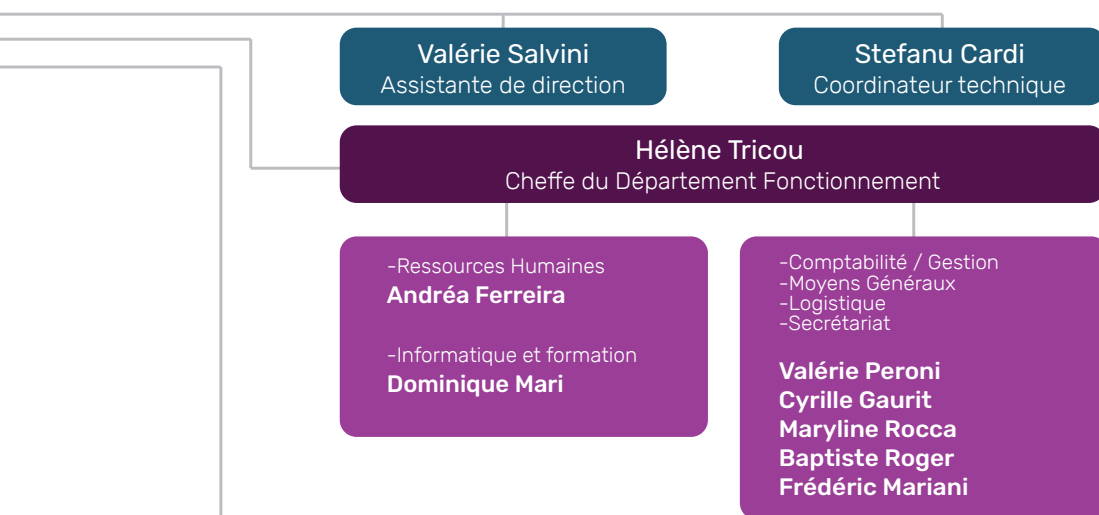 Valérie Salvini
Assistante de direction
Stefanu Cardi
Coordinateur technique
Hélène Tricou
Cheffe du Département Fonctionnement
-Ressources Humaines
Andréa Ferreira
-Informatique et formation
Dominique Mari
-Comptabilité / Gestion
-Moyens Généraux
-Logistique
-Secrétariat
Valérie Peroni
Cyrille Gaurit
Maryline Rocca
Baptiste Roger
Frédéric Mariani